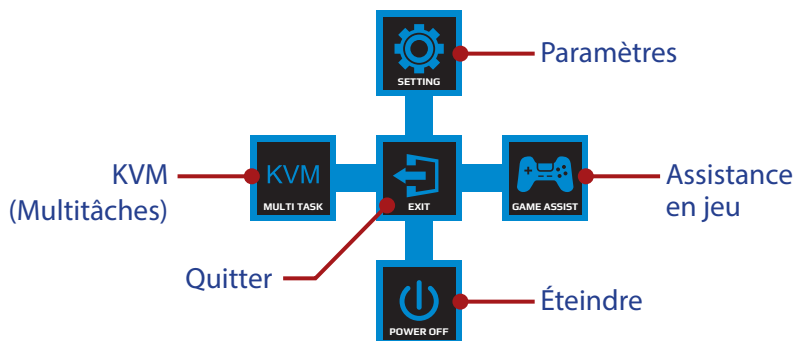 SETTING
Paramètres
KVM
(Multitâches)
KVM
MULTI TASK
EXIT
GAME ASSIST
Assistance
en jeu
Quitter
POWER OFF
Éteindre